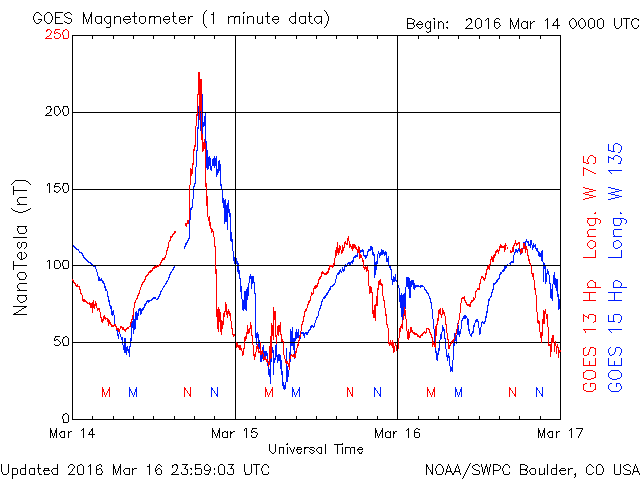 GOES Magnetometer (1 minute data) Begin: 2016 Mar 14 0000 UTC
250
200
150
100
50
0
NanoTesla (nT)
GOES 13 Hp Long. W 75
GOES 15 Hp Long. W 135
M M N N M M N N M M N N
Mar 14 Mar 15 Mar 16 Mar 17
Universal Time
Updated 2016 Mar 16 23:59:03 UTC NOAA/SWPC Boulder, CO USA